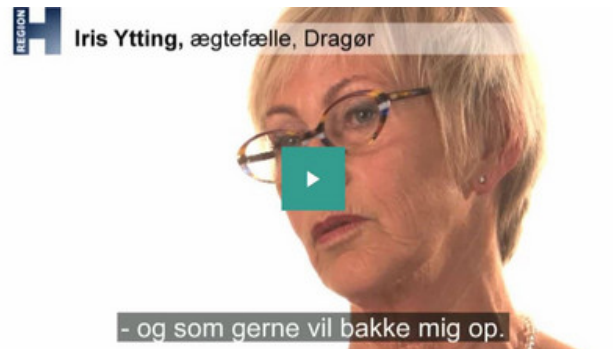 REGION
H
Iris Ytting, ægtefælle, Dragør
- og som gerne vil bakke mig op.